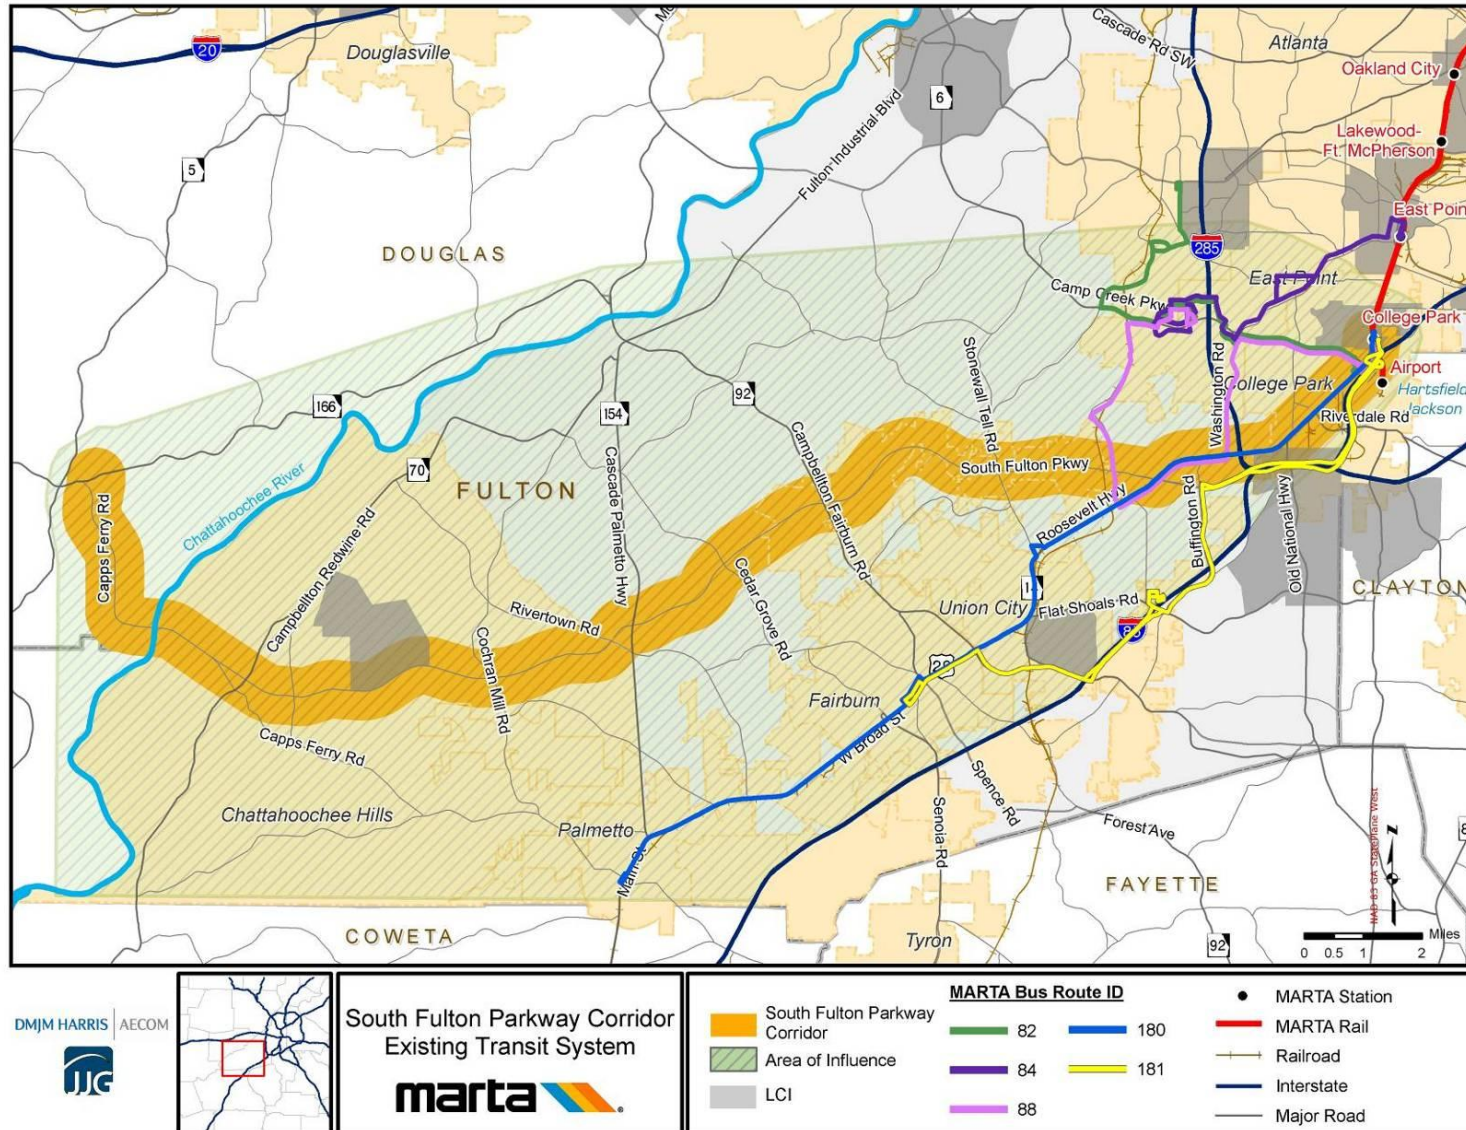 20
Douglasville
Cascade Rd SW
Atlanta
Oakland City
6
Fulton Industrial Blvd
Lakewood-
Ft. McPherson
5
East Poin
DOUGLAS
285
East Point
Camp Creek Pkwy
College Park
Stonewall Tell Rd
Washington Rd
College Park
Airport
Hartsfield
Jackson
166
154
92
Riverdale Rd
Campbellton Fairburn Rd
South Fulton Pkwy
70
FULTON
Cascade Palmetto Hwy
Chattahoochee River
Capps Ferry Rd
Roosevelt Hwy
Buffington Rd
Old National Hwy
Campbellton Redwine Rd
Cedar Grove Rd
14
CLAYTON
Rivertown Rd
Union City
Flat Shoals Rd
85
Cochran Mill Rd
29
Fairburn
W Broad St
Capps Ferry Rd
Spence Rd
Chattahoochee Hills
Palmetto
Senoia Rd
Forest Ave
Main St
NAD 83 GA StatePlane West
N
FAYETTE
COWETA
Tyron
92
Miles
0 0.5 1 2
DMJM HARRIS | AECOM
JJG
South Fulton Parkway Corridor
Existing Transit System
marta
South Fulton Parkway
Corridor
Area of Influence
LCI
MARTA Bus Route ID
82
84
88
180
181
MARTA Station
MARTA Rail
Railroad
Interstate
Major Road